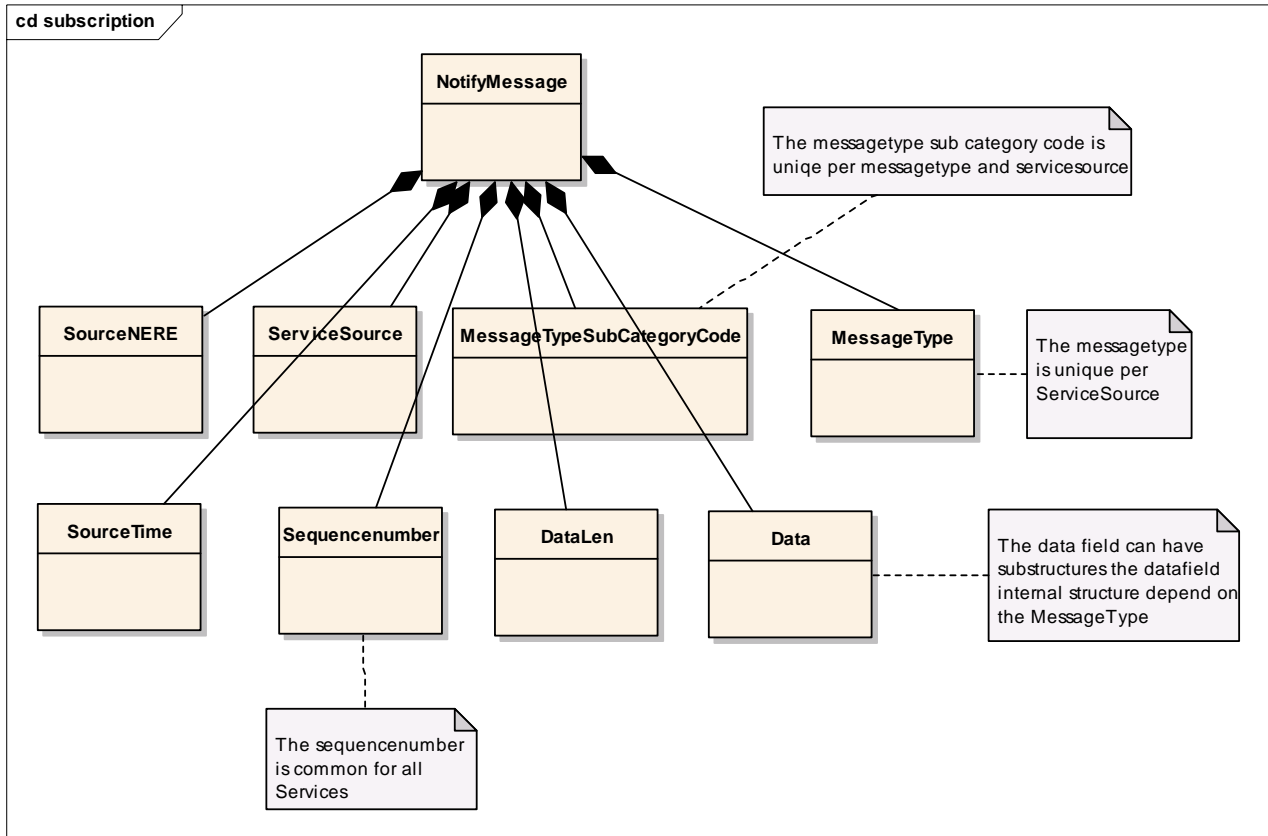 cd subscription
NotifyMessage
The messagetype sub category code is
uniqe per messagetype and servicesource
SourceNERE
ServiceSource
MessageTypeSubCategoryCode
MessageType
The messagetype
is unique per
ServiceSource
SourceTime
Sequencenumber
DataLen
Data
The data field can have
substructures the datafield
internal structure depend on
the MessageType
The sequencenumber
is common for all
Services